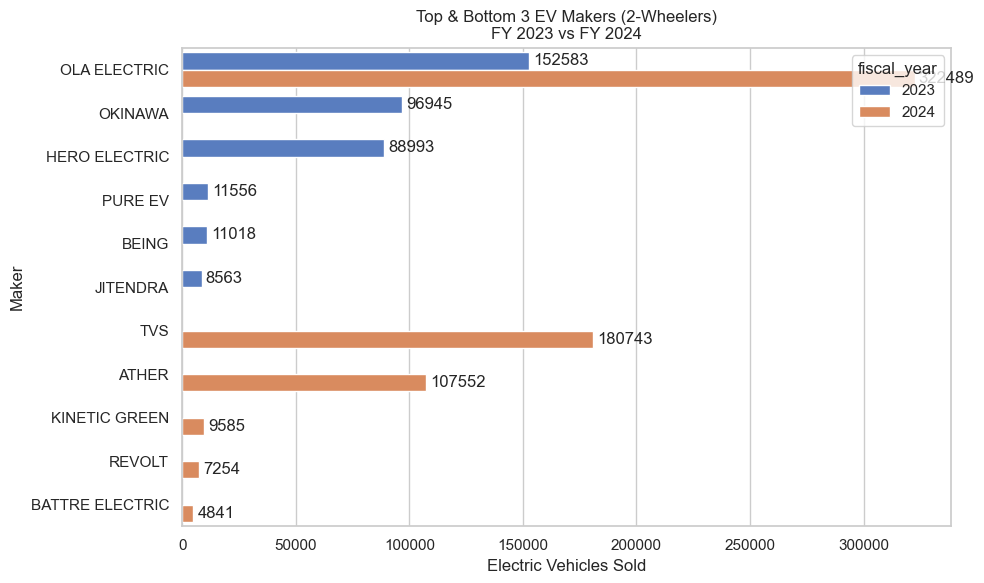 Top & Bottom 3 EV Makers (2-Wheelers)
FY 2023 vs FY 2024
fiscal_year
2023
2024
Maker
OLA ELECTRIC
152583
322489
OKINAWA
96945
HERO ELECTRIC
88993
PURE EV
11556
BEING
11018
JITENDRA
8563
TVS
180743
ATHER
107552
KINETIC GREEN
9585
REVOLT
7254
BATTRE ELECTRIC
4841
0 50000 100000 150000 200000 250000 300000
Electric Vehicles Sold